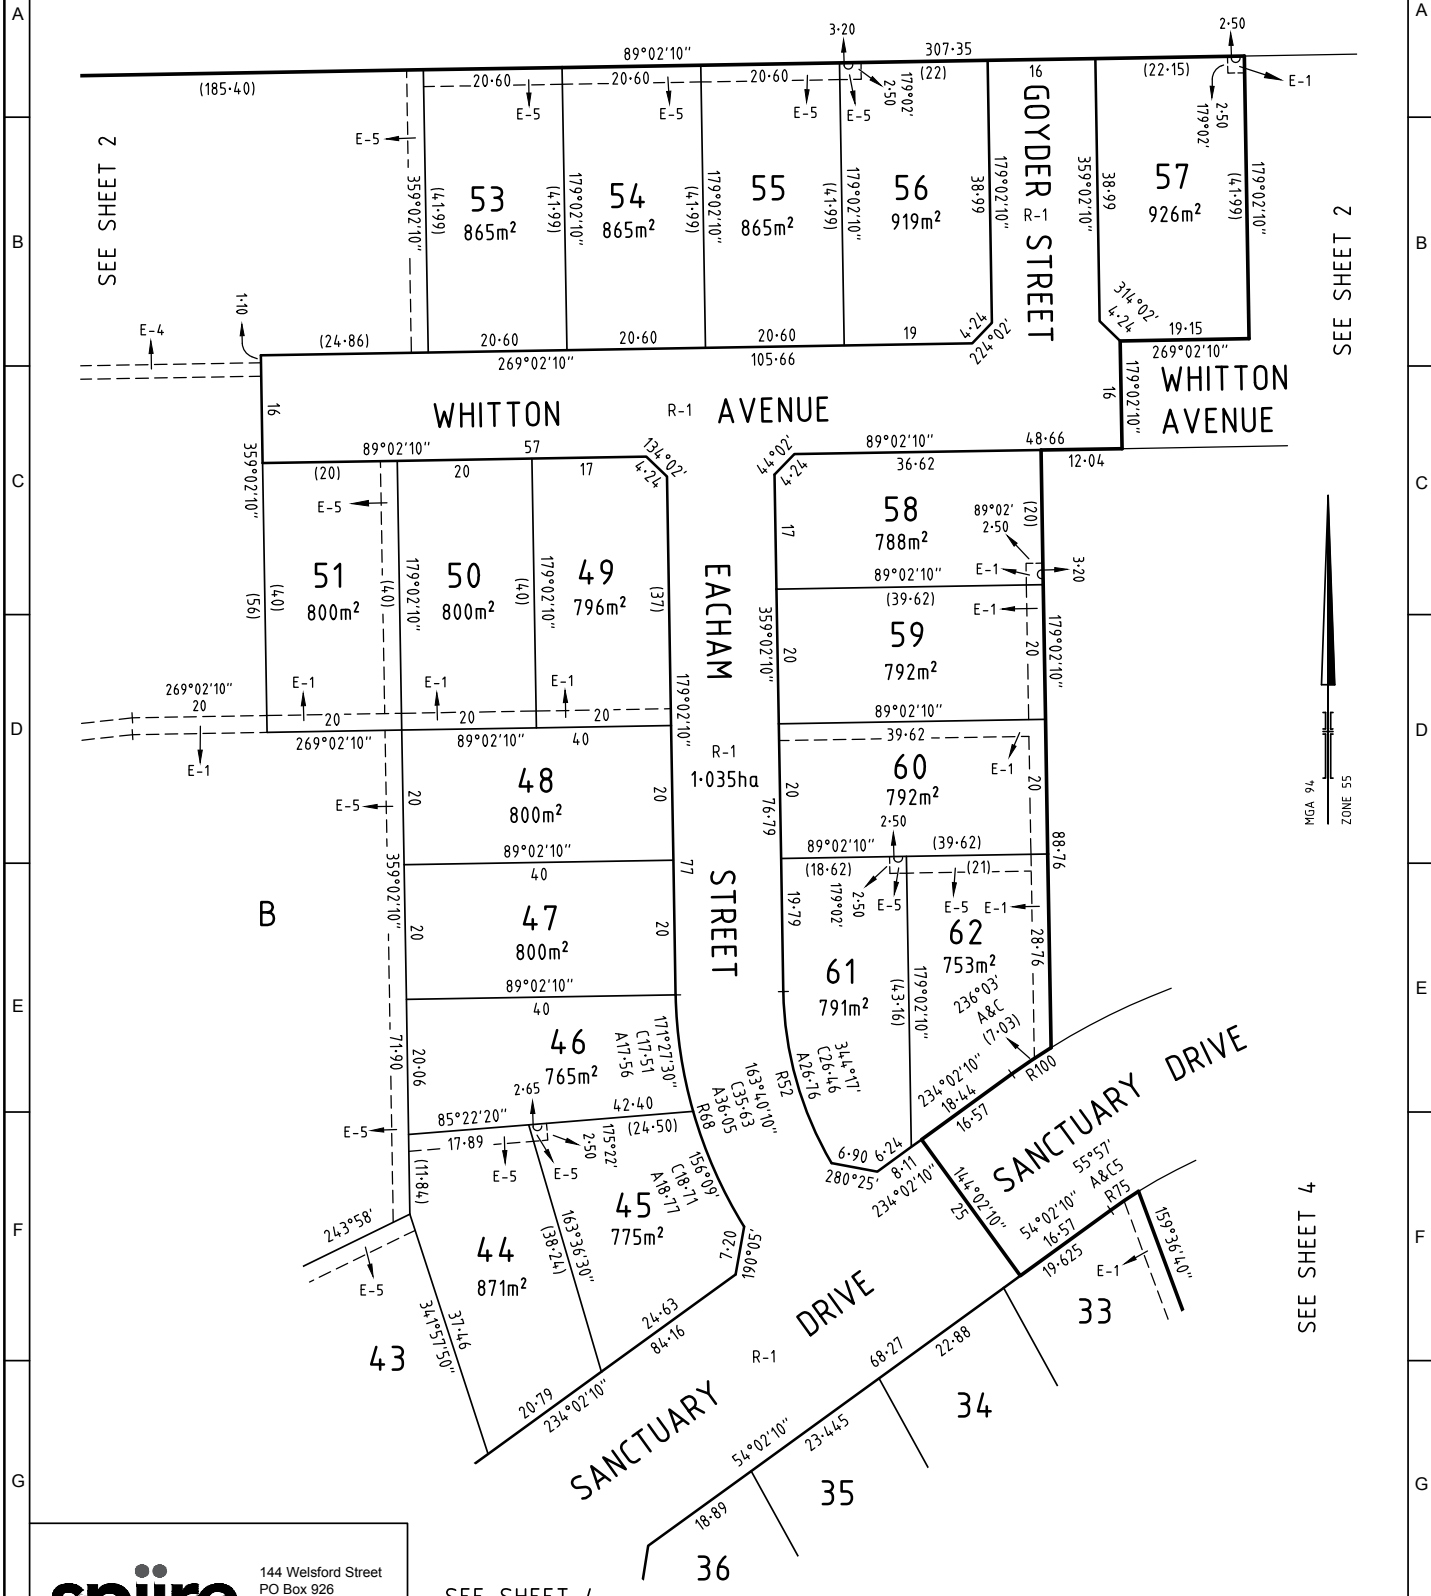 A
A
B
B
C
C
D
D
E
E
F
F
G
G
89°02'10"
307·35
3·20
2·50
(185·40)
20·60
20·60
20·60
(22)
16
(22·15)
E-1
E-5
E-5
E-5
E-5
2·50
179°02'
2·50
179°02'
E-5
SEE SHEET 2
SEE SHEET 2
359°02'10"
(41·99)
53
865m²
(41·99)
179°02'10"
54
865m²
(41·99)
179°02'10"
55
865m²
(41·99)
179°02'10"
56
919m²
38·99
179°02'10"
GOYDER STREET
R-1
359°02'10"
38·99
57
926m²
(41·99)
179°02'10"
1·10
E-4
(24·86)
20·60
20·60
20·60
19
4·24
224°02'
314°02'
4·24
19·15
269°02'10"
105·66
269°02'10"
16
WHITTON R-1 AVENUE
16
179°02'10"
WHITTON
AVENUE
89°02'10"
57
134°02'
4·24
44°02'
4·24
89°02'10"
48·66
36·62
12·04
(20)
20
17
359°02'10"
E-5
(56)
(40)
51
800m²
(40)
179°02'10"
50
800m²
(40)
179°02'10"
49
796m²
(37)
17
58
788m²
89°02'
2·50
(20)
E-1
3·20
89°02'10"
(39·62)
E-1
EACHAM
359°02'10"
20
59
792m²
20
179°02'10"
269°02'10"
20
E-1
E-1
E-1
20
20
20
E-1
269°02'10"
89°02'10"
40
179°02'10"
89°02'10"
39·62
R-1
1·035ha
E-1
48
800m²
E-5
20
20
76·79
20
60
792m²
20
2·50
89°02'10"
(39·62)
88·76
MGA 94
ZONE 55
89°02'10"
40
77
359°02'10"
(18·62)
(21)
179°02'
2·50
E-5
E-5
E-1
B
20
47
800m²
20
STREET
19·79
61
791m²
(43·16)
179°02'10"
62
753m²
28·76
236°03'
A&C
(7·03)
89°02'10"
40
71·90
20·06
46
765m²
171°27'30"
C17·51
A17·56
163°40'10"
C35·63
A36·05
R68
R52
344°17'
C26·46
A26·76
234°02'10"
18·44
16·57
R100
SANCTUARY DRIVE
2·65
85°22'20"
42·40
E-5
17·89
(24·50)
2·50
175°22'
E-5
E-5
(11·84)
156°09'
C18·71
A18·77
6·90
6·24
280°25'
8·11
234°02'10"
144°02'10"
25
55°57'
A&C5
R75
54°02'10"
16·57
19·625
159°36'40"
E-1
243°58'
E-5
44
871m²
163°36'30"
(38·24)
45
775m²
7·20
190°05'
37·46
341°57'50"
43
24·63
84·16
20·79
234°02'10"
SANCTUARY R-1 DRIVE
33
SEE SHEET 4
68·27
22·88
34
54°02'10"
23·445
35
18·89
36
spiire
144 Welsford Street
PO Box 926
SEE SHEET 4